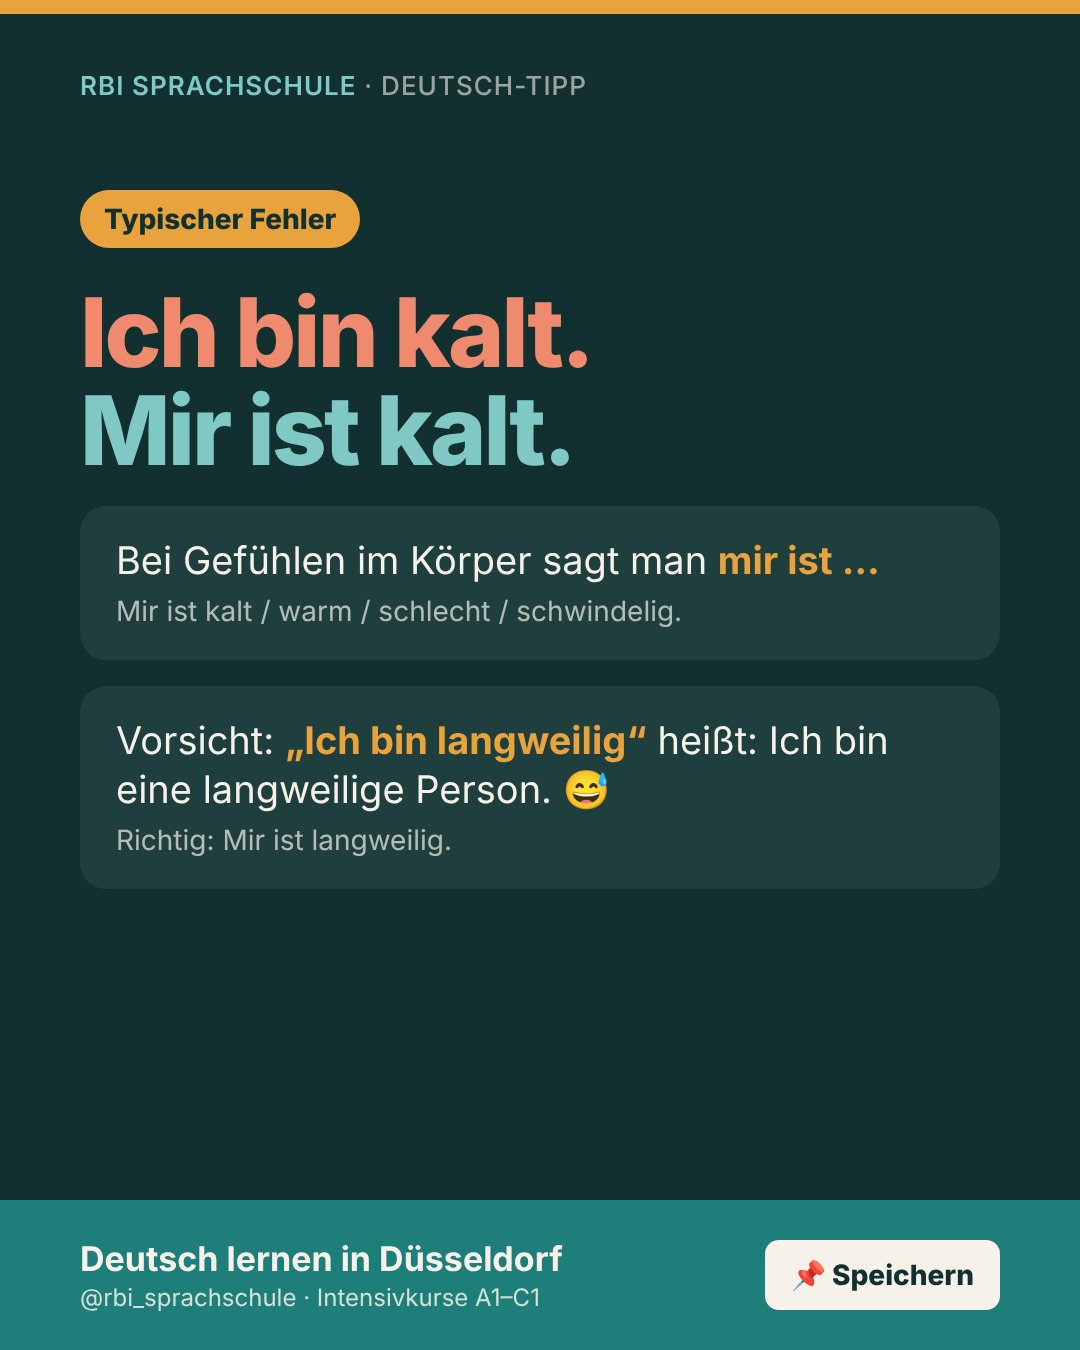 RBI SPRACHSCHULE · DEUTSCH-TIPP
Typischer Fehler
Ich bin kalt.
Mir ist kalt.
Bei Gefühlen im Körper sagt man mir ist …
Mir ist kalt / warm / schlecht / schwindelig.
Vorsicht: „Ich bin langweilig“ heißt: Ich bin
eine langweilige Person. 😅
Richtig: Mir ist langweilig.
Deutsch lernen in Düsseldorf
@rbi_sprachschule · Intensivkurse A1–C1
📌 Speichern